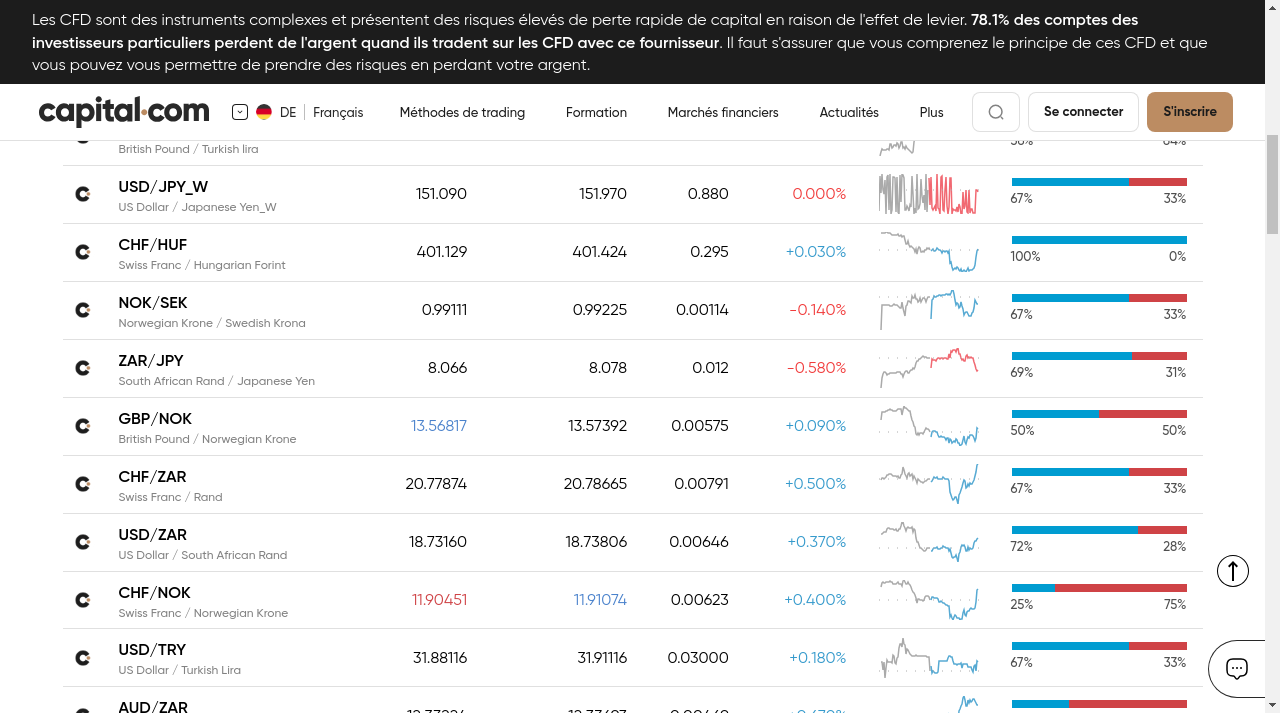 Les CFD sont des instruments complexes et présentent des risques élevés de perte rapide de capital en raison de l'effet de levier. 78.1% des comptes des
investisseurs particuliers perdent de l'argent quand ils tradent sur les CFD avec ce fournisseur. Il faut s'assurer que vous comprenez le principe de ces CFD et que
vous pouvez vous permettre de prendre des risques en perdant votre argent.
capital.com DE Français Méthodes de trading Formation Marchés financiers Actualités Plus Se connecter S'inscrire
British Pound / Turkish lira
USD/JPY_W 151.090 151.970 0.880 0.000%
US Dollar / Japanese Yen_W 67% 33%
CHF/HUF 401.129 401.424 0.295 +0.030%
Swiss Franc / Hungarian Forint 100% 0%
NOK/SEK 0.99111 0.99225 0.00114 -0.140%
Norwegian Krone / Swedish Krona 67% 33%
ZAR/JPY 8.066 8.078 0.012 -0.580%
South African Rand / Japanese Yen 69% 31%
GBP/NOK 13.56817 13.57392 0.00575 +0.090%
British Pound / Norwegian Krone 50% 50%
CHF/ZAR 20.77874 20.78665 0.00791 +0.500%
Swiss Franc / Rand 67% 33%
USD/ZAR 18.73160 18.73806 0.00646 +0.370%
US Dollar / South African Rand 72% 28%
CHF/NOK 11.90451 11.91074 0.00623 +0.400%
Swiss Franc / Norwegian Krone 25% 75%
USD/TRY 31.88116 31.91116 0.03000 +0.180%
US Dollar / Turkish Lira 67% 33%
AUD/ZAR